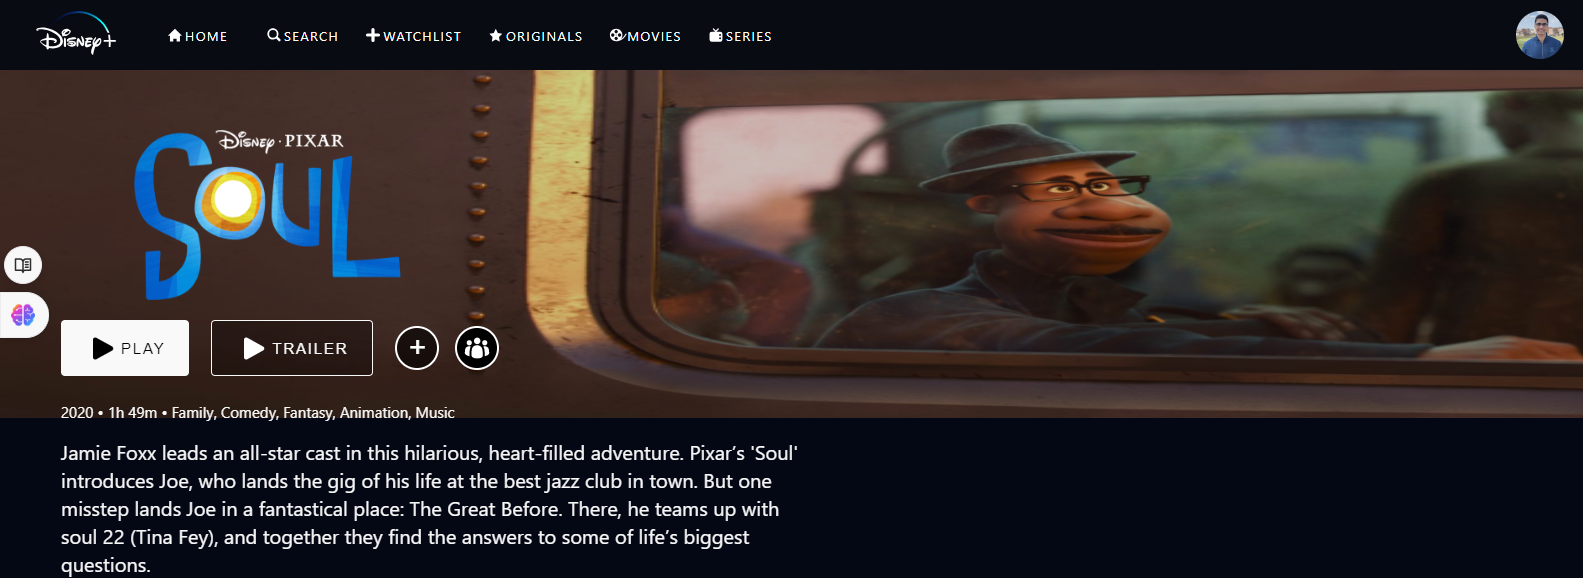 Disney+
HOME SEARCH WATCHLIST ORIGINALS MOVIES SERIES
Disney · PIXAR
SOUL
PLAY TRAILER
2020 • 1h 49m • Family, Comedy, Fantasy, Animation, Music
Jamie Foxx leads an all-star cast in this hilarious, heart-filled adventure. Pixar’s 'Soul'
introduces Joe, who lands the gig of his life at the best jazz club in town. But one
misstep lands Joe in a fantastical place: The Great Before. There, he teams up with
soul 22 (Tina Fey), and together they find the answers to some of life’s biggest
questions.